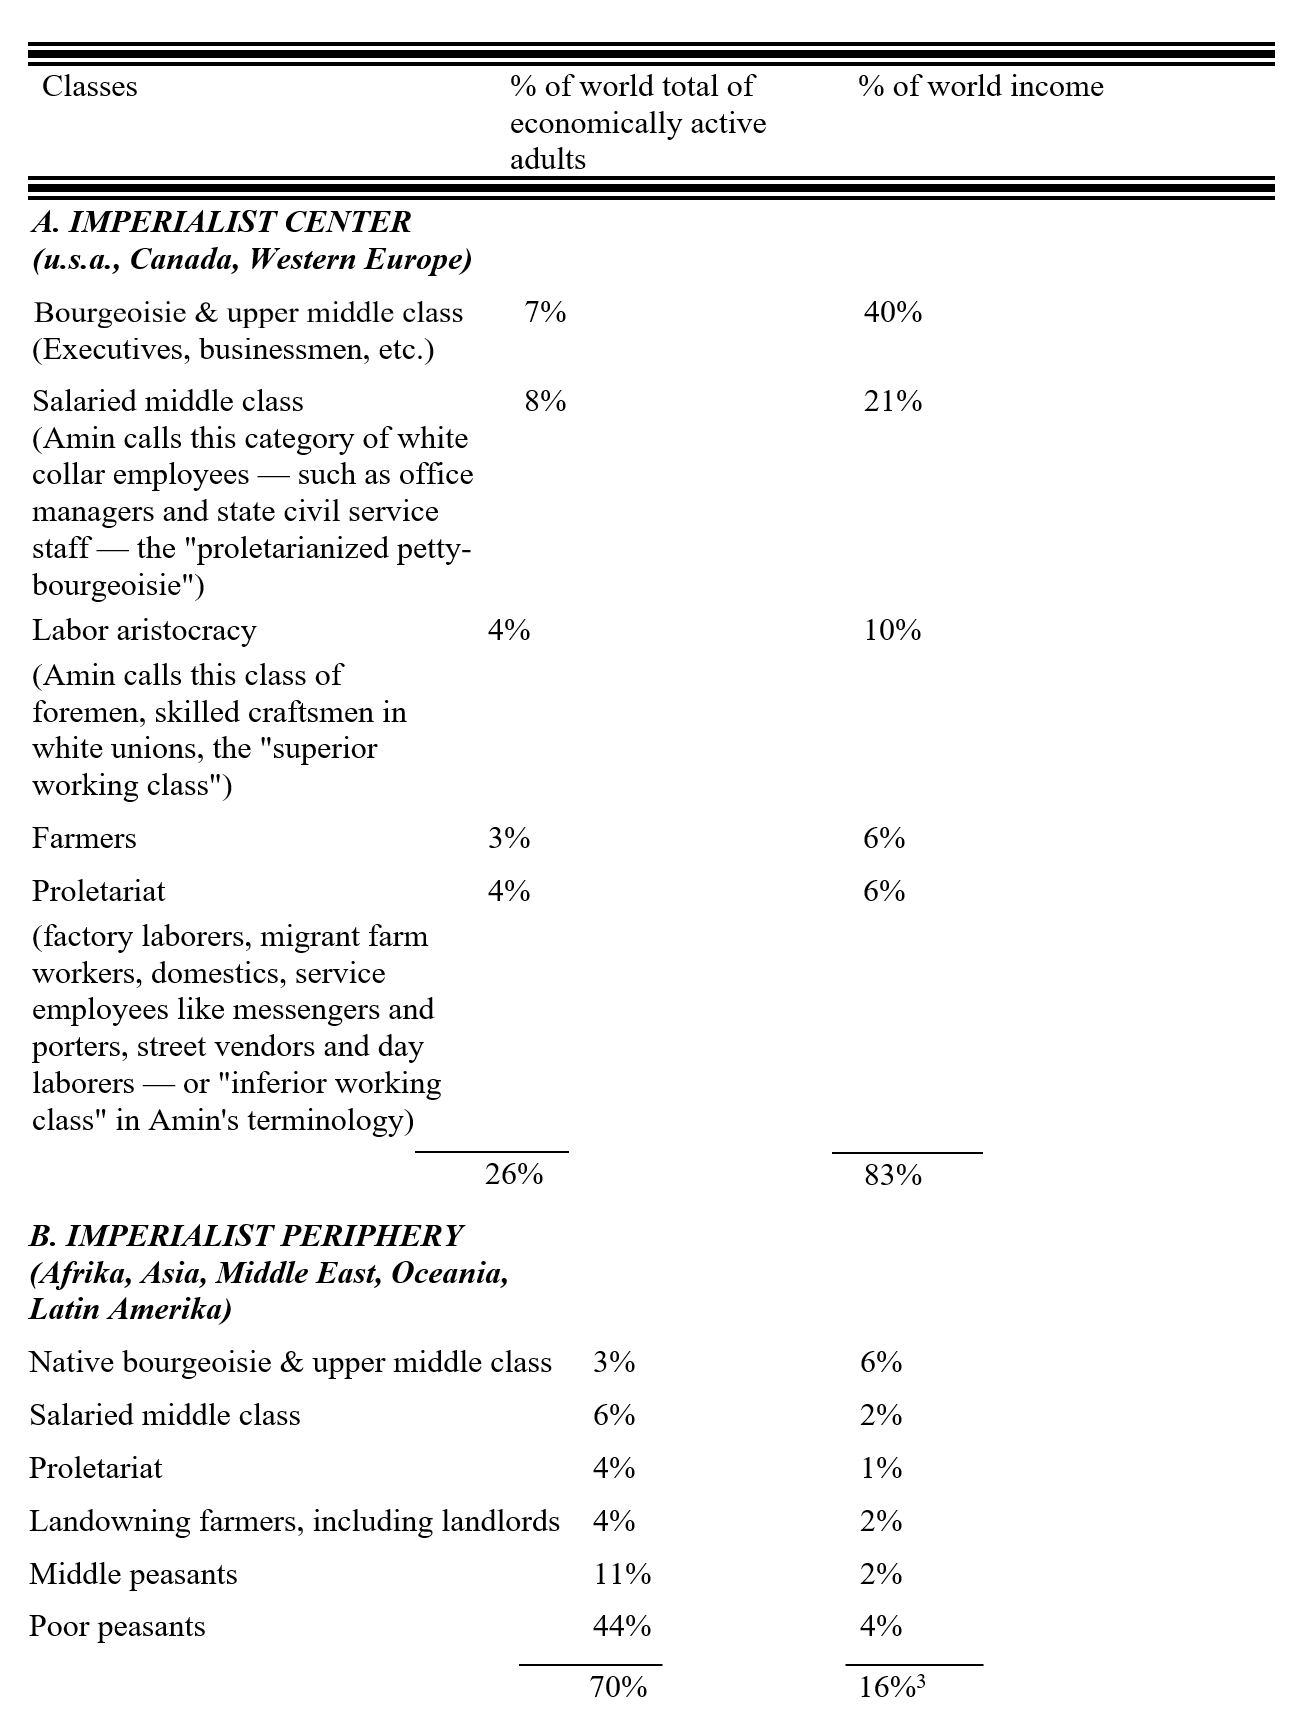 Classes % of world total of % of world income
economically active
adults
A. IMPERIALIST CENTER
(u.s.a., Canada, Western Europe)
Bourgeoisie & upper middle class 7% 40%
(Executives, businessmen, etc.)
Salaried middle class 8% 21%
(Amin calls this category of white
collar employees — such as office
managers and state civil service
staff — the "proletarianized petty-
bourgeoisie")
Labor aristocracy 4% 10%
(Amin calls this class of
foremen, skilled craftsmen in
white unions, the "superior
working class")
Farmers 3% 6%
Proletariat 4% 6%
(factory laborers, migrant farm
workers, domestics, service
employees like messengers and
porters, street vendors and day
laborers — or "inferior working
class" in Amin's terminology)
26% 83%
B. IMPERIALIST PERIPHERY
(Afrika, Asia, Middle East, Oceania,
Latin Amerika)
Native bourgeoisie & upper middle class 3% 6%
Salaried middle class 6% 2%
Proletariat 4% 1%
Landowning farmers, including landlords 4% 2%
Middle peasants 11% 2%
Poor peasants 44% 4%
70% 16%³